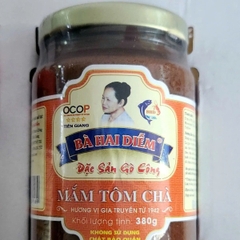 OCOP
TIỀN GIANG
BÀ HAI DIỄM
Đặc Sản Gò Công
MẮM TÔM CHÀ
HƯƠNG VỊ GIA TRUYỀN TỪ 1942
Khối lượng tịnh: 380g
KHÔNG SỬ DỤNG
CHẤT BẢO QUẢN